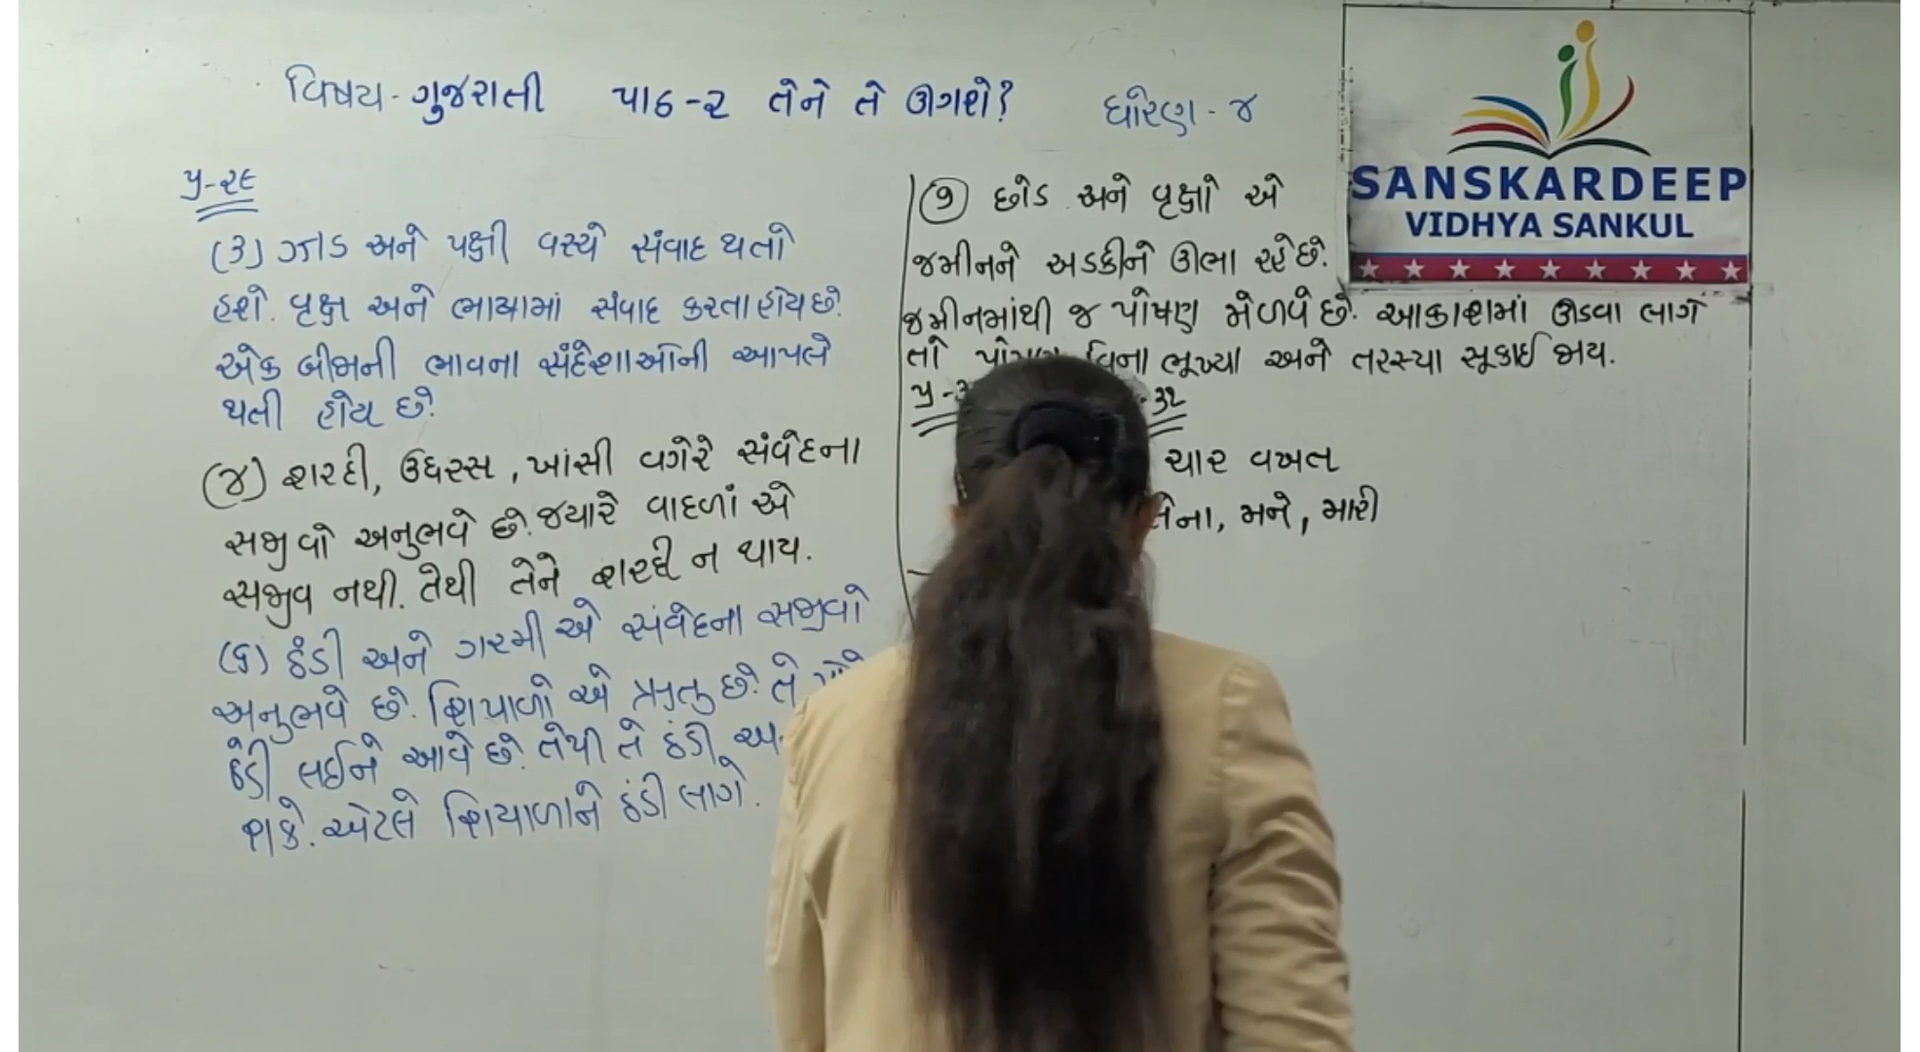 વિષય - ગુજરાતી પાઠ - ૨ તેને તે ઊગશે? ધોરણ - ૪
પૃ - ૨૯
(૩) ઝાડ અને પક્ષી વચ્ચે સંવાદ થતો
હશે. વૃક્ષ અને ભાષામાં સંવાદ કરતા હોય છે.
એક બીજાની ભાવના સંદેશાઓની આપલે
થતી હોય છે.
(૪) શરદી, ઉધરસ, ખાંસી વગેરે સંવેદના
સજીવો અનુભવે છે. જ્યારે વાદળાં એ
સજીવ નથી. તેથી તેને શરદી ન થાય.
(૬) ઠંડી અને ગરમી એ સંવેદના સજીવો
અનુભવે છે. શિયાળો એ ઋતુ છે. તે
ઠંડી લઈને આવે છે. તેથી તે ઠંડી
શકે. એટલે શિયાળાને ઠંડી લાગે.
૭ છોડ અને વૃક્ષો એ
જમીનને અડકીને ઊભા રહે છે.
જમીનમાંથી જ પોષણ મેળવે છે. આકાશમાં ઊડવા લાગે
તો વિના ભૂખ્યા અને તરસ્યા સૂકાઈ જાય.
પૃ - ૩૨
ચાર વખત
તેના, મને, મારી
SANSKARDEEP
VIDHYA SANKUL